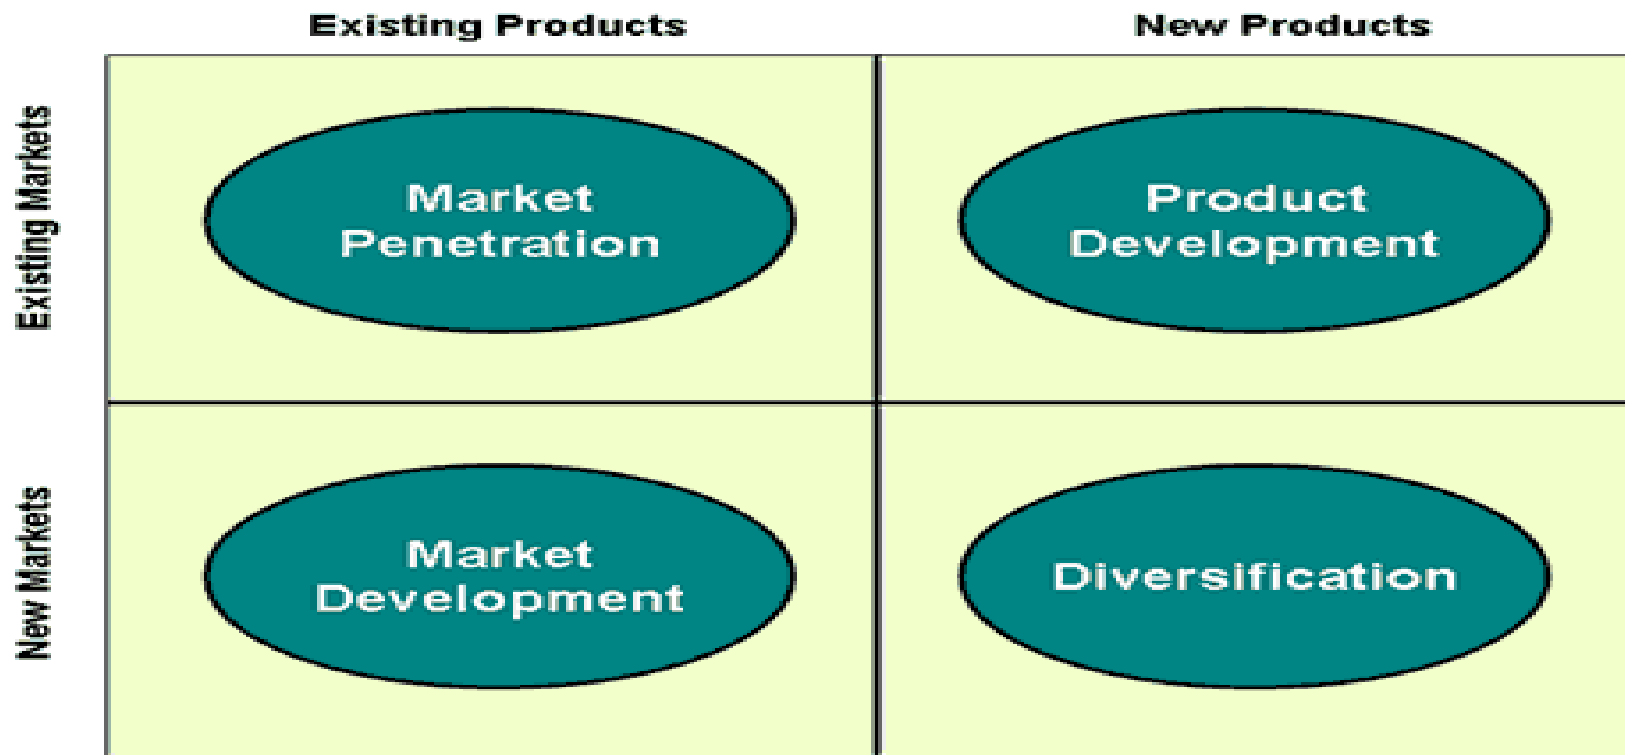 Existing Products
New Products
Existing Markets
Market
Penetration
Product
Development
New Markets
Market
Development
Diversification